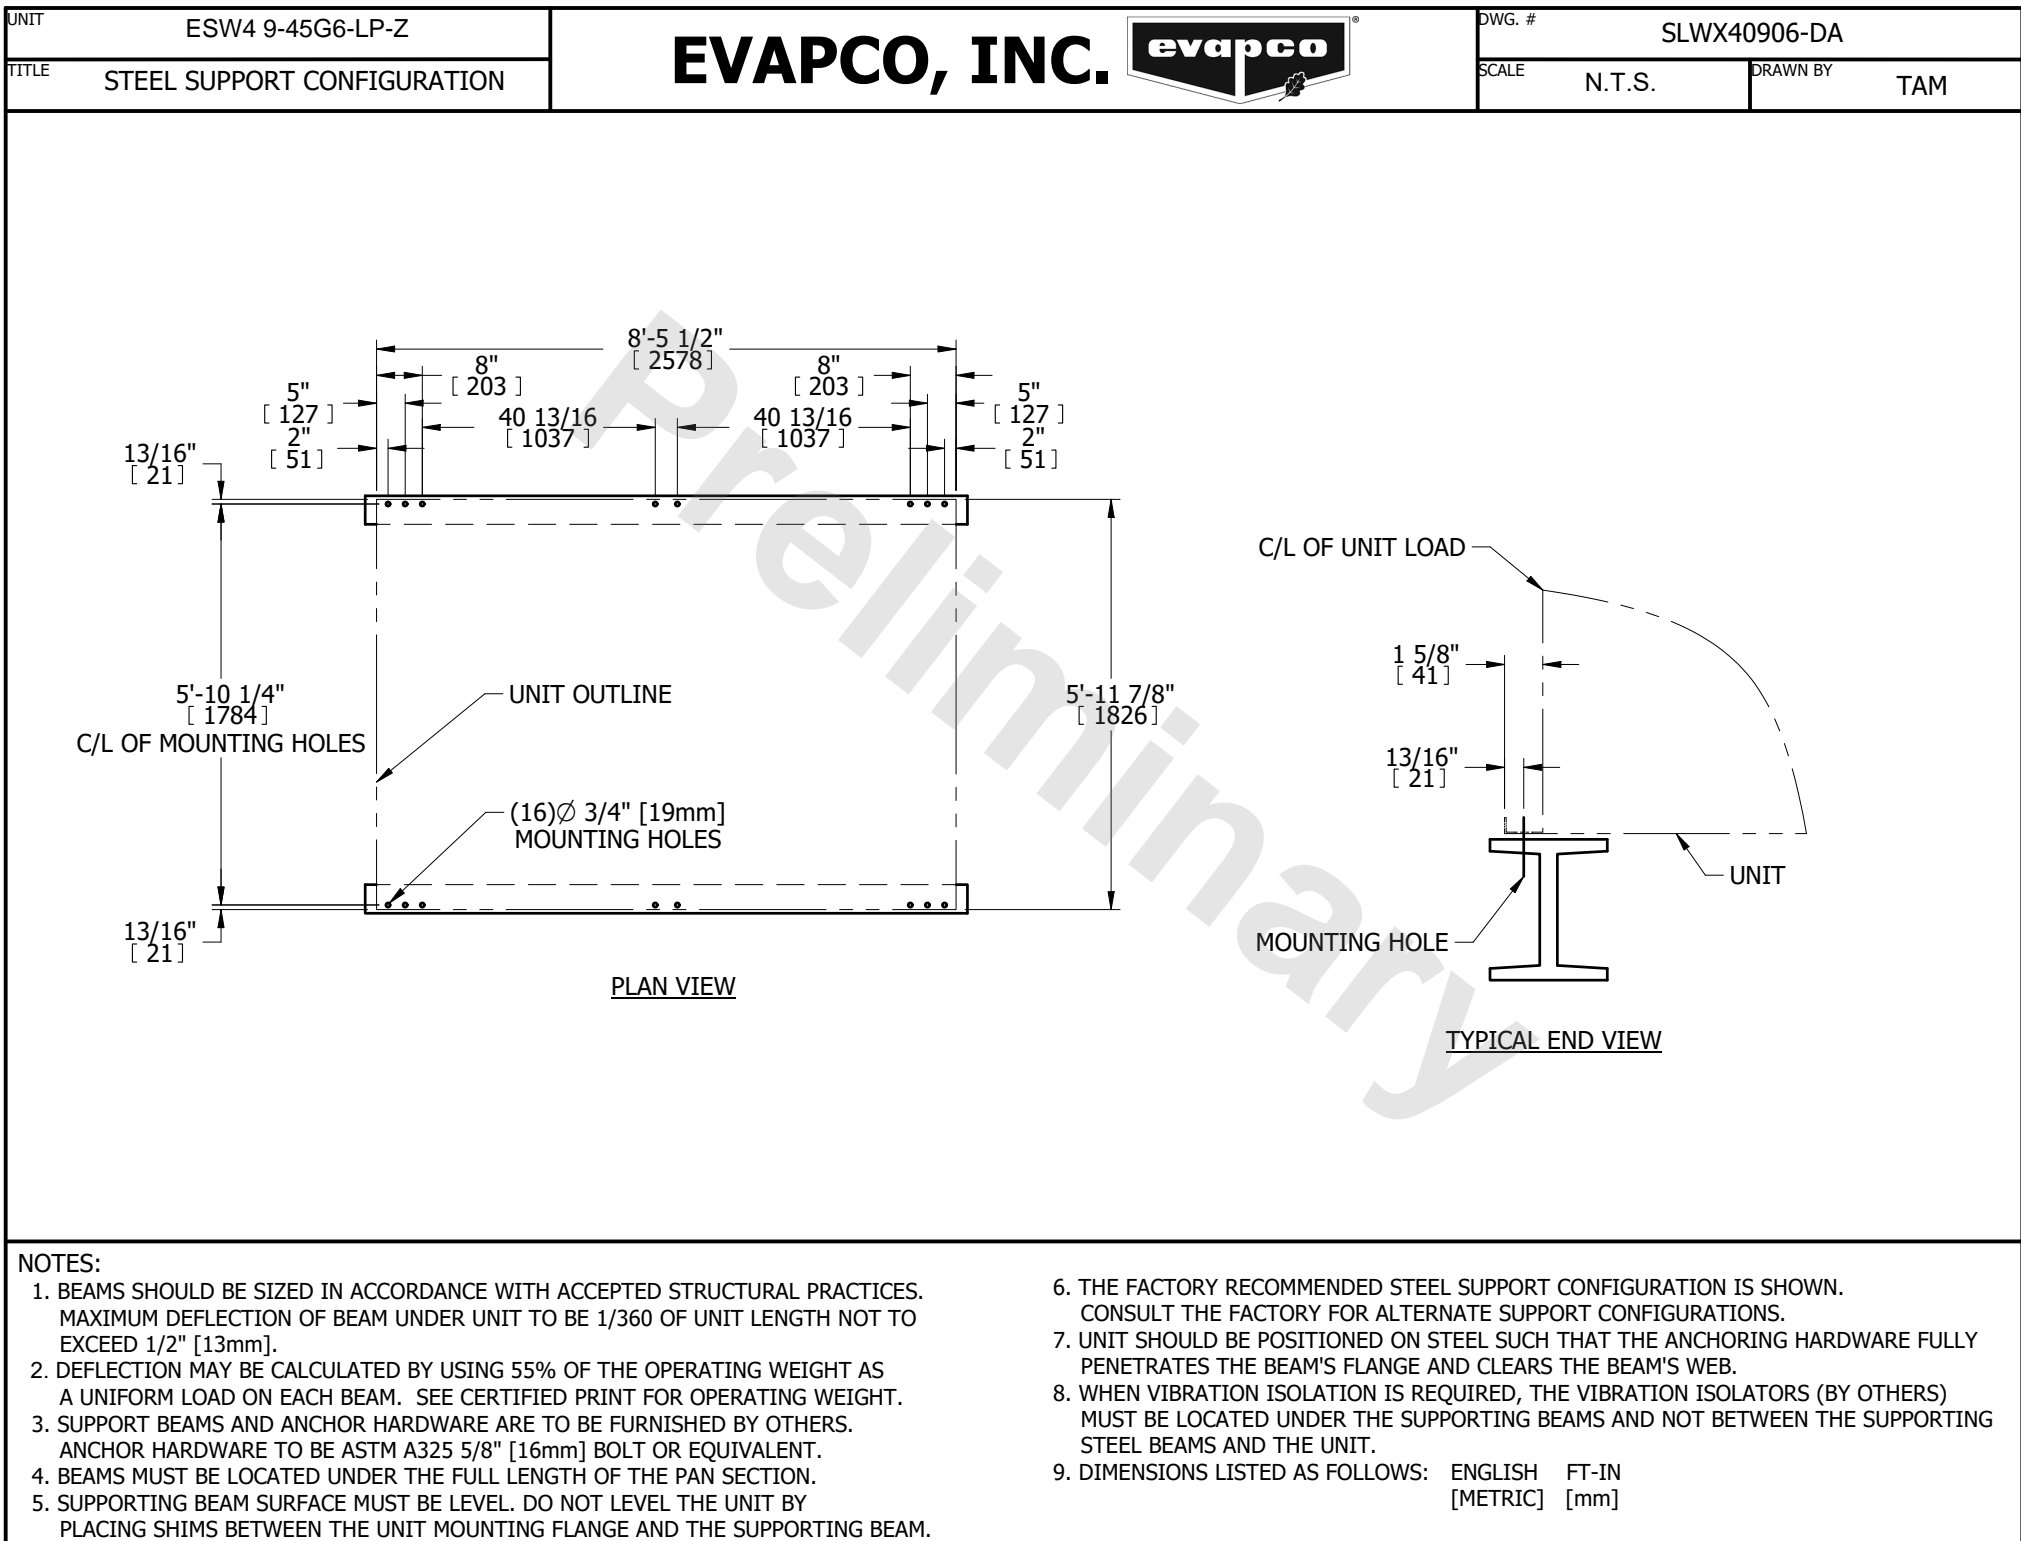 UNIT
ESW4 9-45G6-LP-Z
TITLE
STEEL SUPPORT CONFIGURATION
EVAPCO, INC.
evapco
®
DWG. #
SLWX40906-DA
SCALE
N.T.S.
DRAWN BY
TAM
Preliminary
8'-5 1/2"
[ 2578 ]
8"
[ 203 ]
8"
[ 203 ]
5"
[ 127 ]
5"
[ 127 ]
40 13/16
[ 1037 ]
40 13/16
[ 1037 ]
2"
[ 51 ]
2"
[ 51 ]
13/16"
[ 21 ]
5'-10 1/4"
[ 1784 ]
C/L OF MOUNTING HOLES
UNIT OUTLINE
5'-11 7/8"
[ 1826 ]
(16)∅ 3/4" [19mm]
MOUNTING HOLES
13/16"
[ 21 ]
PLAN VIEW
C/L OF UNIT LOAD
1 5/8"
[ 41 ]
13/16"
[ 21 ]
UNIT
MOUNTING HOLE
TYPICAL END VIEW
NOTES:
1. BEAMS SHOULD BE SIZED IN ACCORDANCE WITH ACCEPTED STRUCTURAL PRACTICES.
MAXIMUM DEFLECTION OF BEAM UNDER UNIT TO BE 1/360 OF UNIT LENGTH NOT TO
EXCEED 1/2" [13mm].
2. DEFLECTION MAY BE CALCULATED BY USING 55% OF THE OPERATING WEIGHT AS
A UNIFORM LOAD ON EACH BEAM. SEE CERTIFIED PRINT FOR OPERATING WEIGHT.
3. SUPPORT BEAMS AND ANCHOR HARDWARE ARE TO BE FURNISHED BY OTHERS.
ANCHOR HARDWARE TO BE ASTM A325 5/8" [16mm] BOLT OR EQUIVALENT.
4. BEAMS MUST BE LOCATED UNDER THE FULL LENGTH OF THE PAN SECTION.
5. SUPPORTING BEAM SURFACE MUST BE LEVEL. DO NOT LEVEL THE UNIT BY
PLACING SHIMS BETWEEN THE UNIT MOUNTING FLANGE AND THE SUPPORTING BEAM.
6. THE FACTORY RECOMMENDED STEEL SUPPORT CONFIGURATION IS SHOWN.
CONSULT THE FACTORY FOR ALTERNATE SUPPORT CONFIGURATIONS.
7. UNIT SHOULD BE POSITIONED ON STEEL SUCH THAT THE ANCHORING HARDWARE FULLY
PENETRATES THE BEAM'S FLANGE AND CLEARS THE BEAM'S WEB.
8. WHEN VIBRATION ISOLATION IS REQUIRED, THE VIBRATION ISOLATORS (BY OTHERS)
MUST BE LOCATED UNDER THE SUPPORTING BEAMS AND NOT BETWEEN THE SUPPORTING
STEEL BEAMS AND THE UNIT.
9. DIMENSIONS LISTED AS FOLLOWS: ENGLISH FT-IN
[METRIC] [mm]